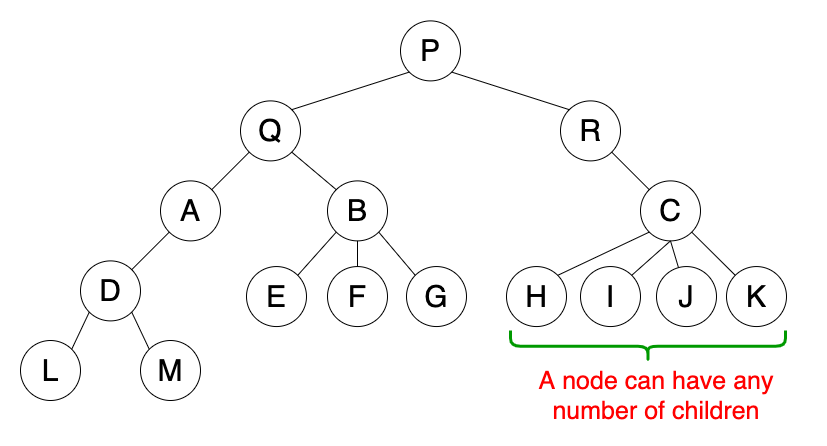 P
Q R
A B C
D E F G H I J K
L M
A node can have any
number of children